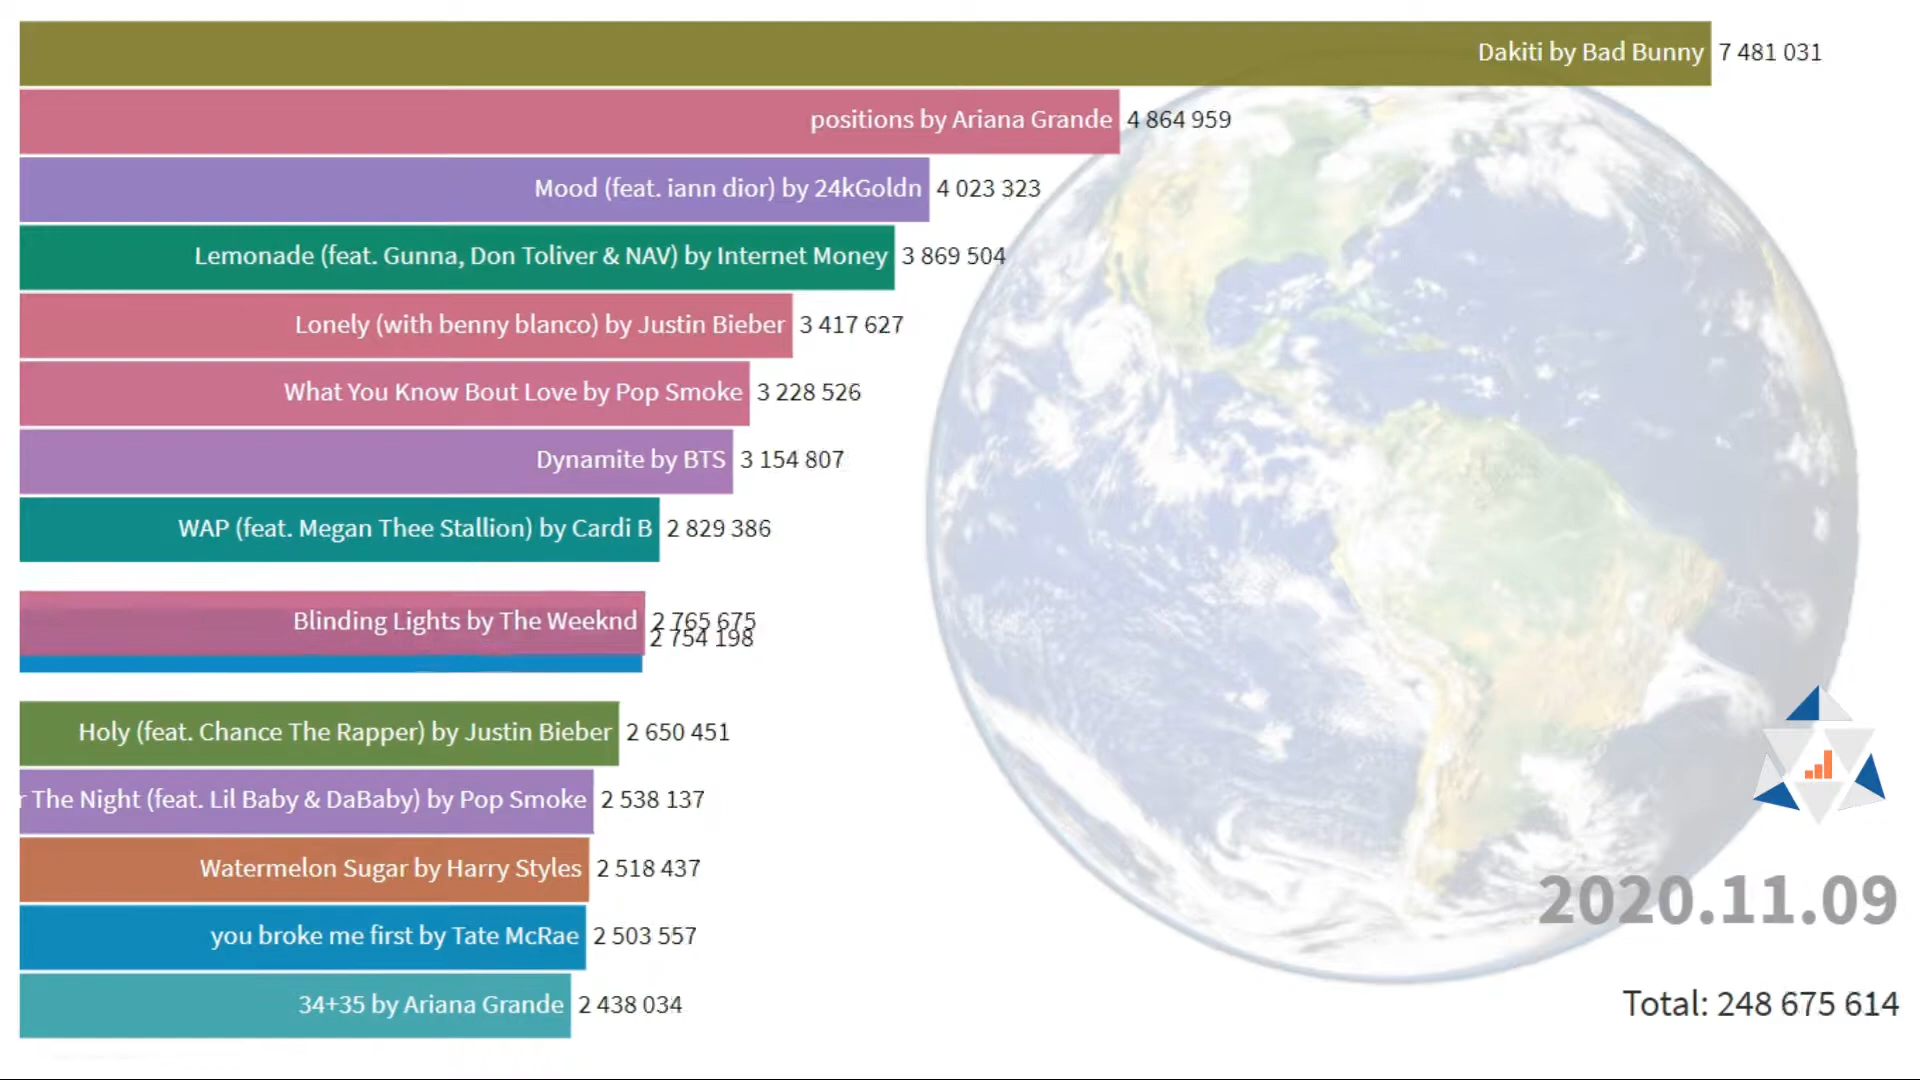 Dakiti by Bad Bunny 7 481 031
positions by Ariana Grande 4 864 959
Mood (feat. iann dior) by 24kGoldn 4 023 323
Lemonade (feat. Gunna, Don Toliver & NAV) by Internet Money 3 869 504
Lonely (with benny blanco) by Justin Bieber 3 417 627
What You Know Bout Love by Pop Smoke 3 228 526
Dynamite by BTS 3 154 807
WAP (feat. Megan Thee Stallion) by Cardi B 2 829 386
Blinding Lights by The Weeknd 2 765 675
2 754 198
Holy (feat. Chance The Rapper) by Justin Bieber 2 650 451
The Night (feat. Lil Baby & DaBaby) by Pop Smoke 2 538 137
Watermelon Sugar by Harry Styles 2 518 437
you broke me first by Tate McRae 2 503 557
34+35 by Ariana Grande 2 438 034
2020.11.09
Total: 248 675 614